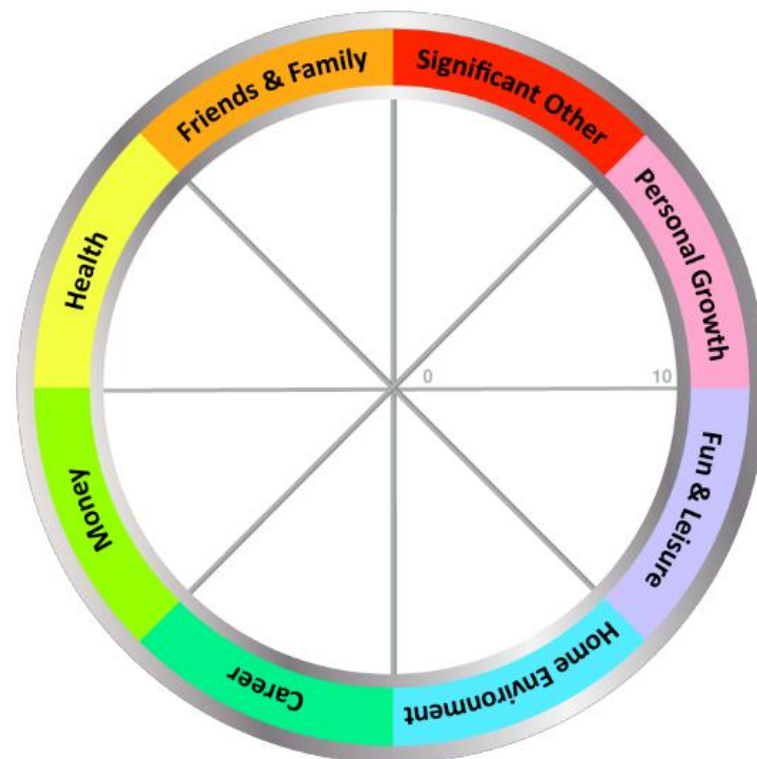 Friends & Family
Significant Other
Personal Growth
Fun & Leisure
Home Environment
Career
Money
Health
0
10